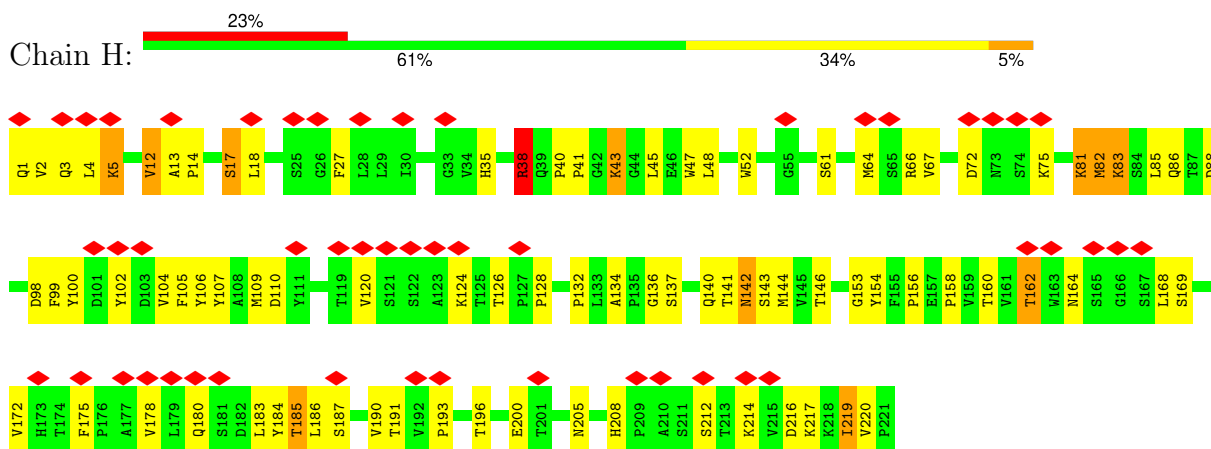 23%
Chain H:
61% 34% 5%
Q1 V2 Q3 L4 K5 V12 A13 P14 S17 L18 S25 G26 F27 L28 L29 I30 G33 V34 H35 R38 Q39 P40 P41 G42 K43 G44 L45 E46 W47 L48 W52 G55 S61 M64 S65 R66 V67 D72 N73 S74 K75 K81 M82 K83 S84 L85 Q86 T87
D98 F99 Y100 D101 Y102 D103 V104 F105 Y106 Y107 A108 M109 D110 Y111 T119 V120 S121 S122 A123 K124 T125 T126 P127 P128 P132 L133 A134 P135 G136 S137 Q140 T141 N142 S143 M144 V145 T146 G153 Y154 F155 P156 E157 P158 V159 T160 V161 T162 W163 N164 S165 G166 S167 L168 S169
V172 H173 T174 F175 P176 A177 V178 L179 Q180 S181 D182 L183 Y184 T185 L186 S187 V190 T191 V192 P193 T196 E200 T201 N205 H208 P209 A210 S211 S212 T213 K214 V215 D216 K217 K218 I219 V220 P221